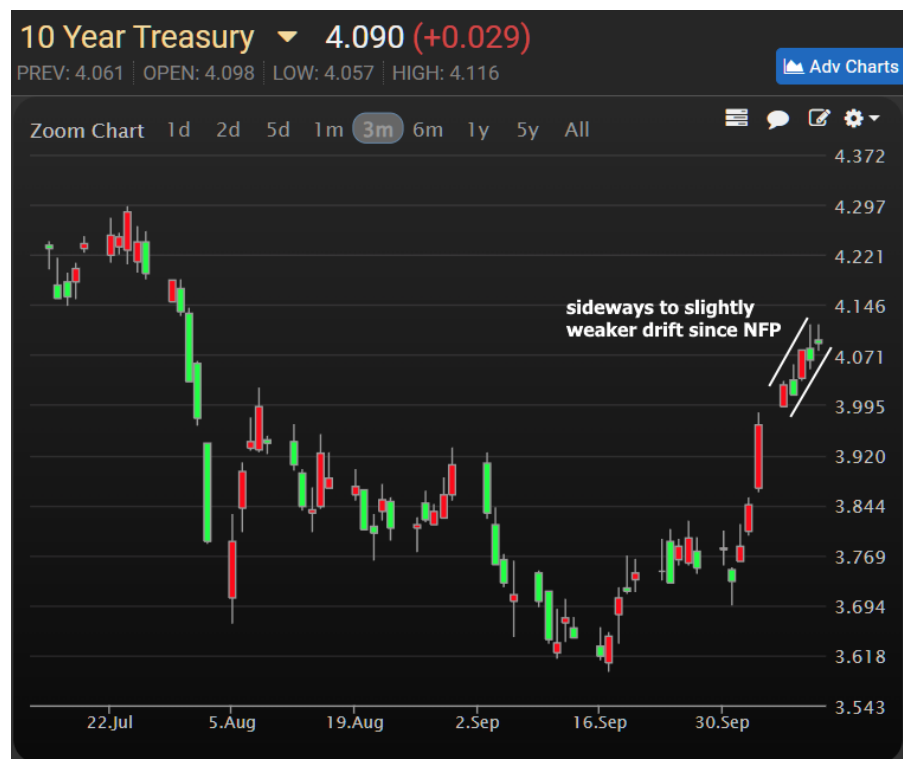 10 Year Treasury 4.090 (+0.029)
PREV: 4.061 OPEN: 4.098 LOW: 4.057 HIGH: 4.116
Adv Charts
Zoom Chart 1d 2d 5d 1m 3m 6m 1y 5y All
4.372
4.297
4.221
sideways to slightly
4.146
weaker drift since NFP
4.071
3.995
3.920
3.844
3.769
3.694
3.618
3.543
22.Jul 5.Aug 19.Aug 2.Sep 16.Sep 30.Sep